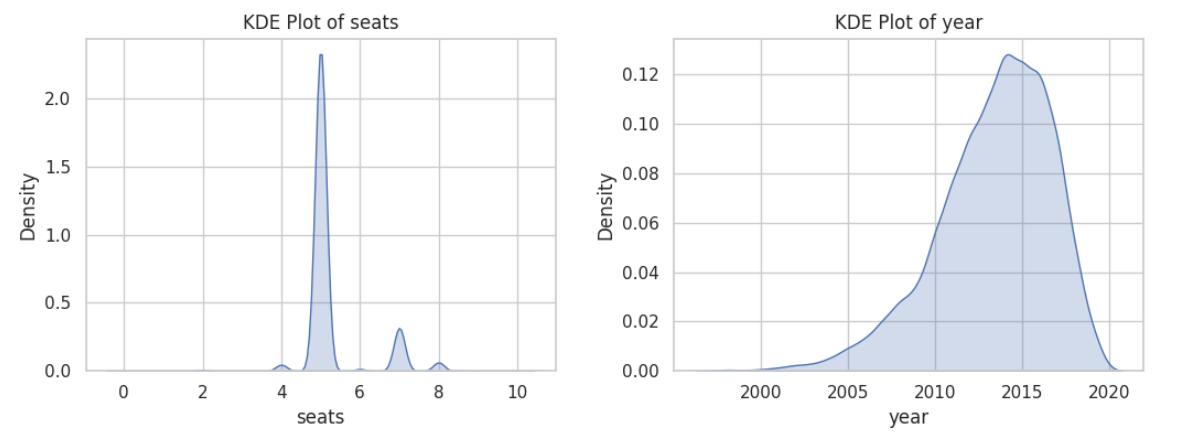 KDE Plot of seats
2.0
1.5
1.0
0.5
0.0
Density
0 2 4 6 8 10
seats
KDE Plot of year
0.12
0.10
0.08
0.06
0.04
0.02
0.00
Density
2000 2005 2010 2015 2020
year